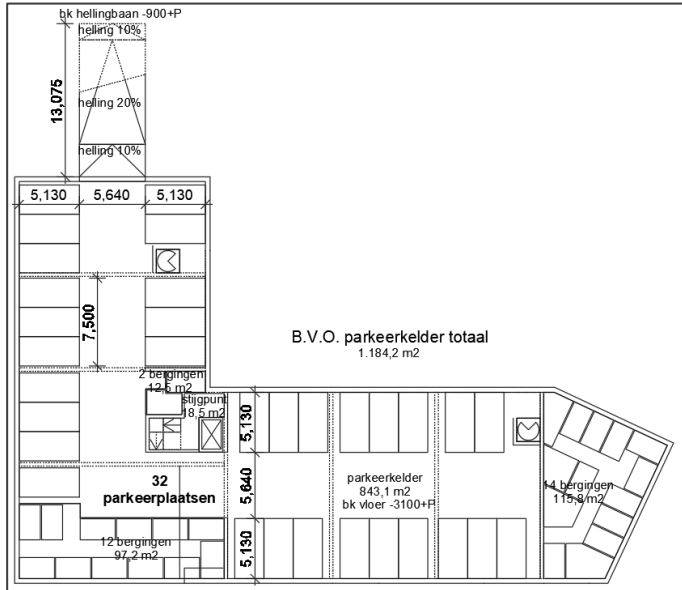 bk hellingbaan -900+P
helling 10%
13,075
helling 20%
helling 10%
5,130
5,640
5,130
7,500
B.V.O. parkeerkelder totaal
1.184,2 m2
2 bergingen
12,5 m2
stijgpunt
18,5 m2
5,130
32
parkeerplaatsen
parkeerkelder
843,1 m2
bk vloer -3100+P
5,640
14 bergingen
115,8 m2
5,130
12 bergingen
97,2 m2